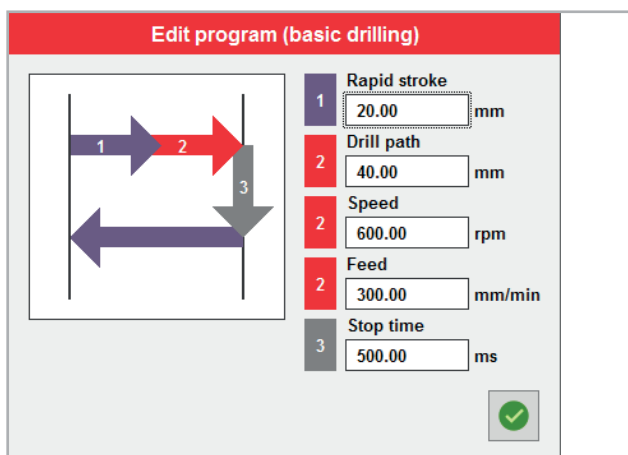 Edit program (basic drilling)
1 2
3
1 Rapid stroke
20.00 mm
2 Drill path
40.00 mm
2 Speed
600.00 rpm
2 Feed
300.00 mm/min
3 Stop time
500.00 ms